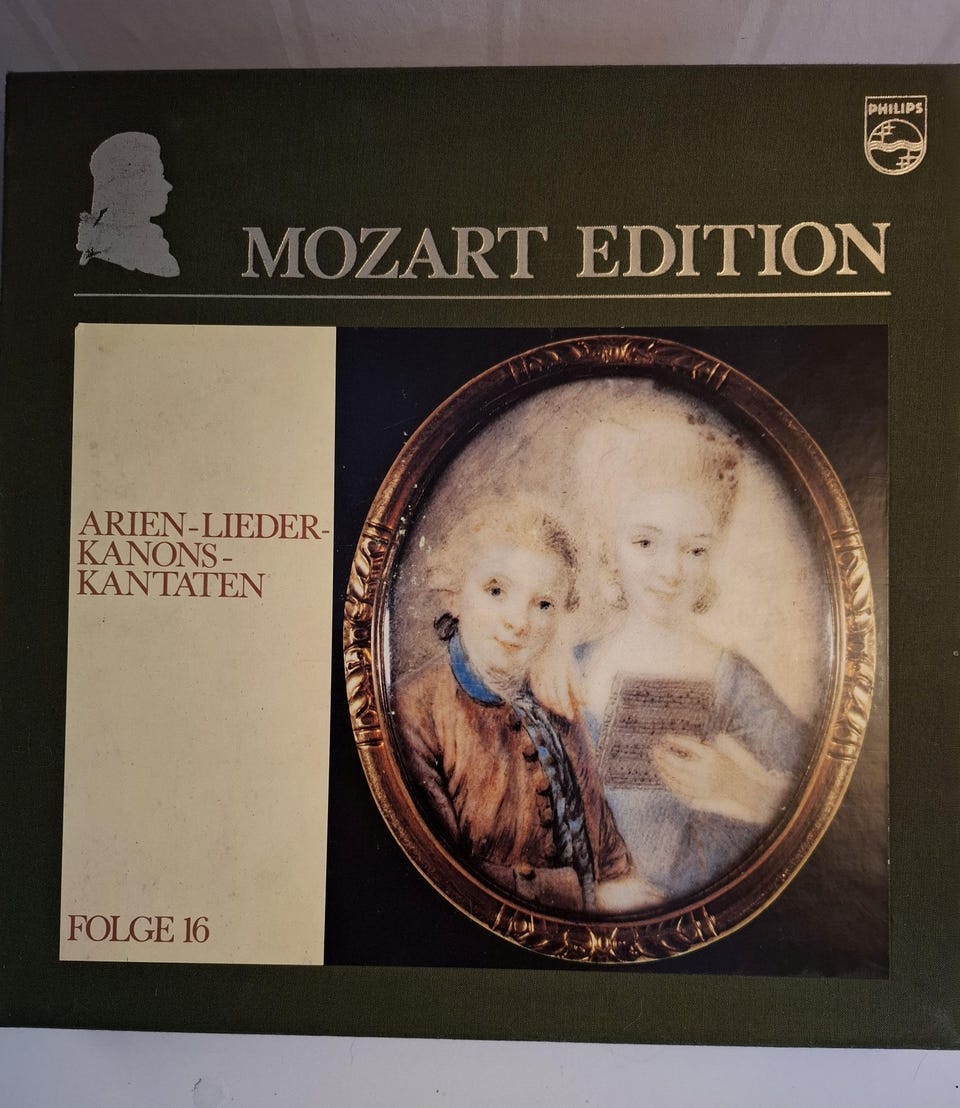 PHILIPS
MOZART EDITION
ARIEN-LIEDER-
KANONS-
KANTATEN
FOLGE 16